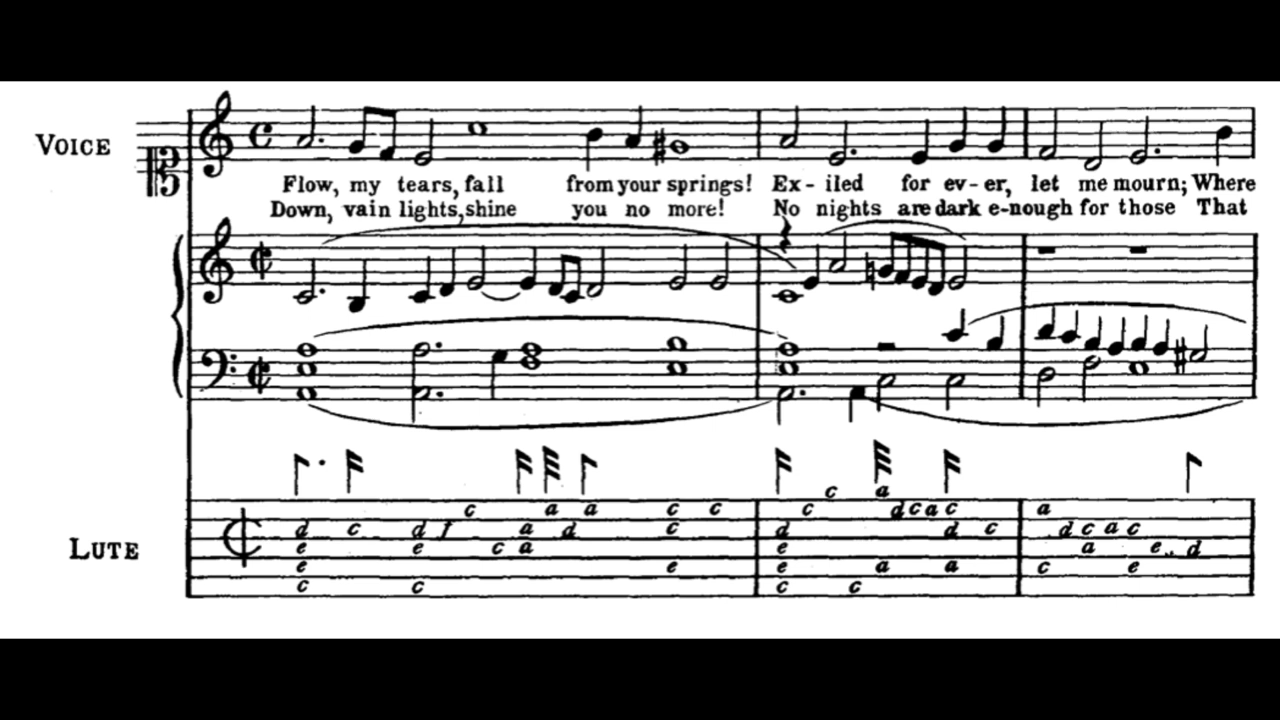 VOICE
Flow, my tears, fall from your springs! Ex- iled for ev- er, let me mourn; Where
Down, vain lights, shine you no more! No nights are dark e-nough for those That
LUTE